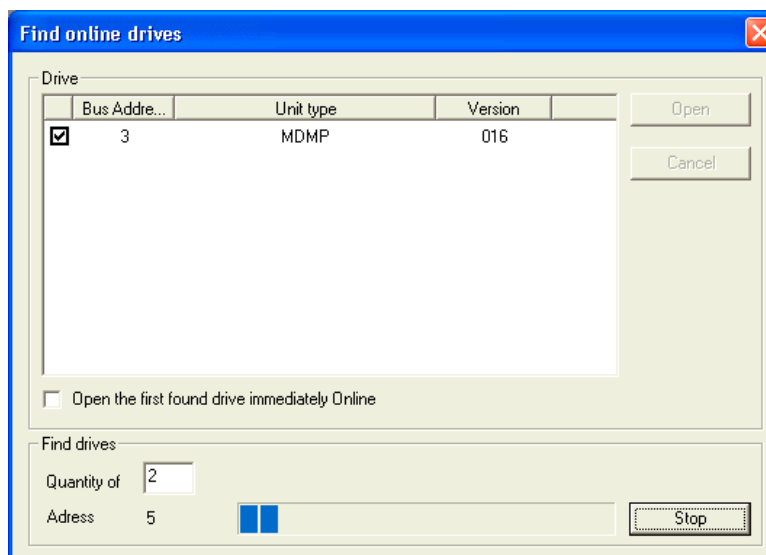 Find online drives
Drive
Bus Addre... Unit type Version
3 MDMP 016
Open
Cancel
Open the first found drive immediately Online
Find drives
Quantity of 2
Adress 5
Stop